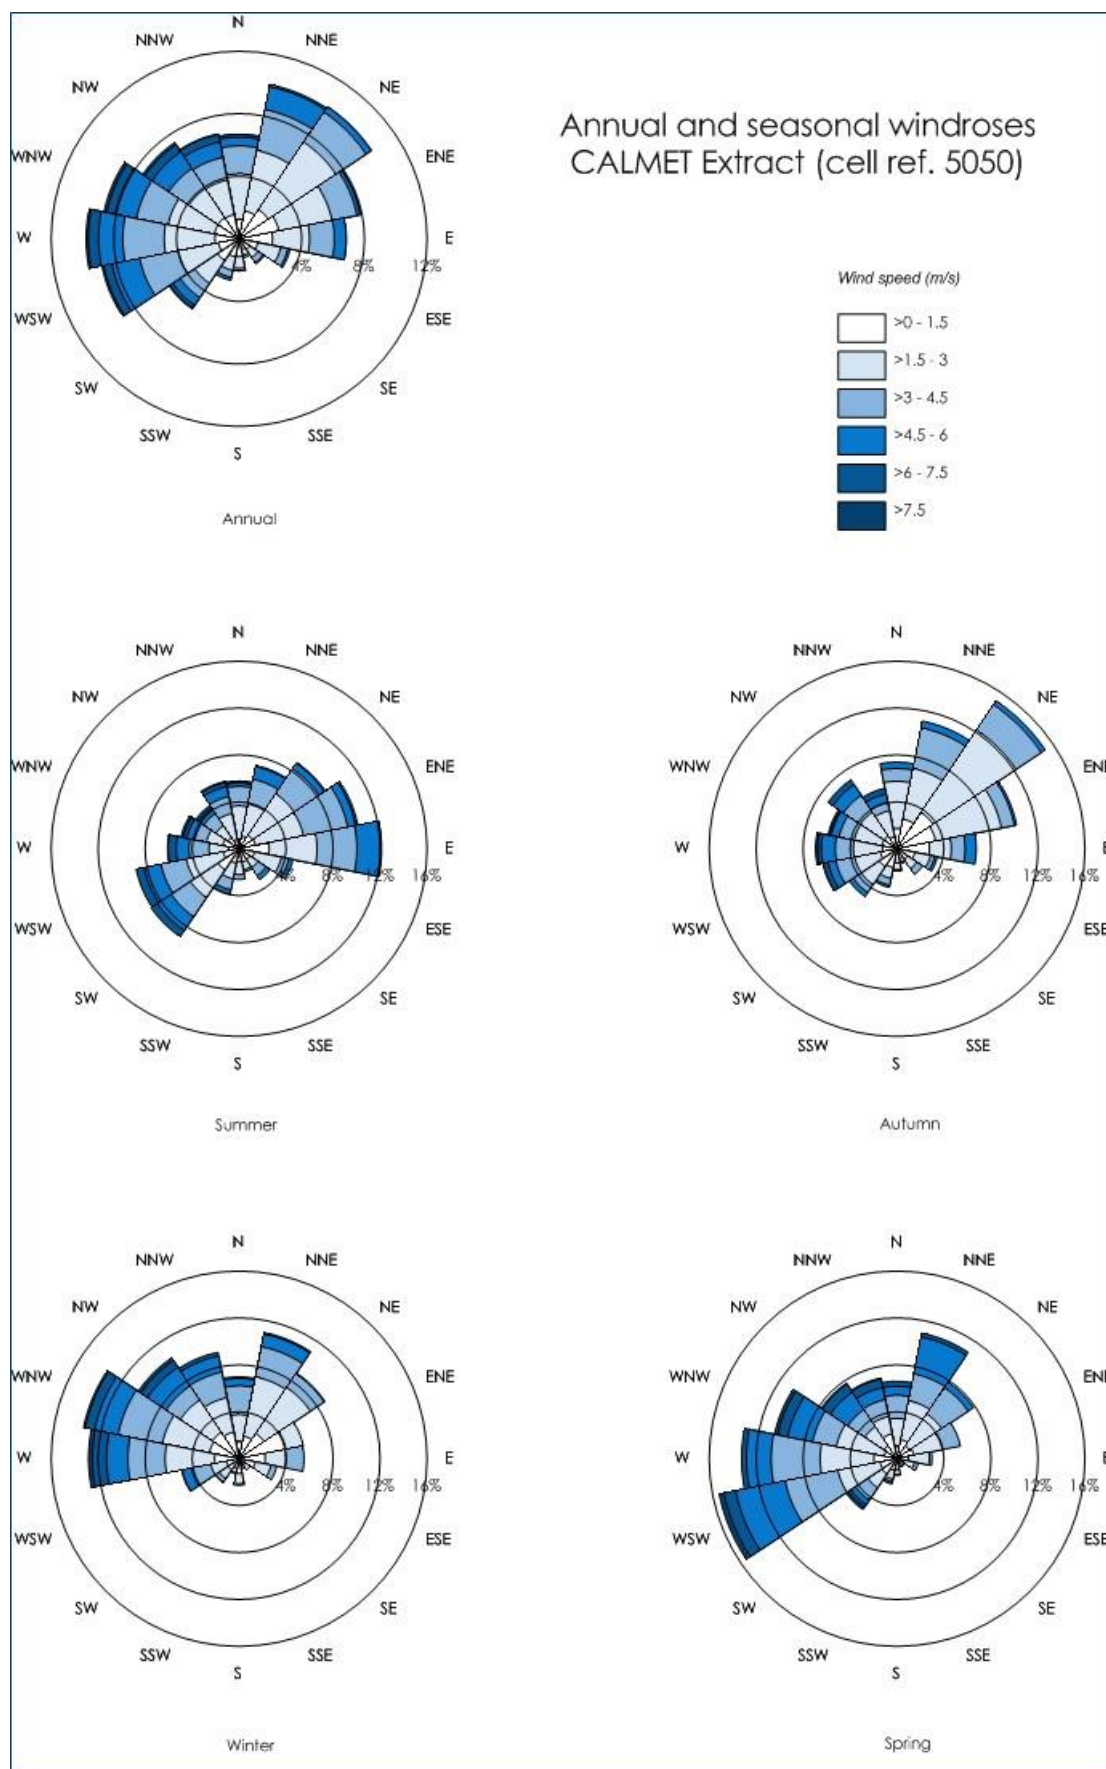 Annual and seasonal windroses
CALMET Extract (cell ref. 5050)
N
NNW NNE
NW NE
WNW ENE
W E
4% 8% 12%
WSW ESE
SW SE
SSW SSE
S
Annual
Wind speed (m/s)
>0 - 1.5
>1.5 - 3
>3 - 4.5
>4.5 - 6
>6 - 7.5
>7.5
N
NNW NNE
NW NE
WNW ENE
W E
4% 8% 12% 16%
WSW ESE
SW SE
SSW SSE
S
Summer
N
NNW NNE
NW NE
WNW ENE
W E
4% 8% 12% 16%
WSW ESE
SW SE
SSW SSE
S
Autumn
N
NNW NNE
NW NE
WNW ENE
W E
4% 8% 12% 16%
WSW ESE
SW SE
SSW SSE
S
Winter
N
NNW NNE
NW NE
WNW ENE
W E
4% 8% 12% 16%
WSW ESE
SW SE
SSW SSE
S
Spring